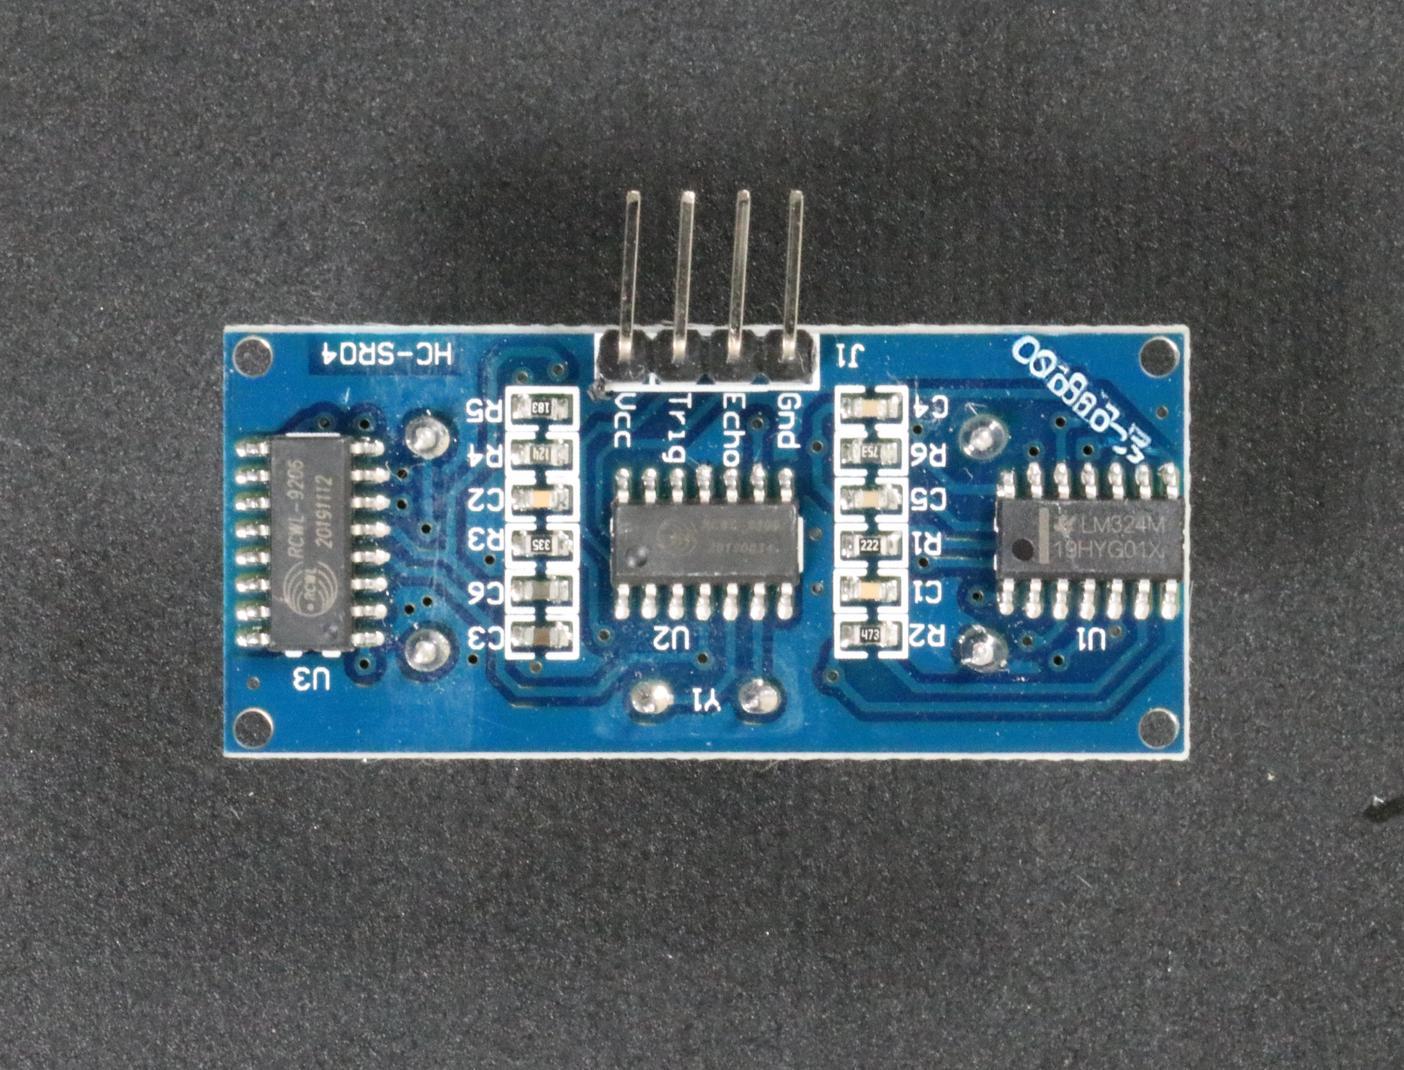 HC-SR04
J1
Vcc
Trig
Echo
Gnd
R5
183
R4
124
C2
R3
335
C6
C3
C4
R6
753
C5
R1
222
C1
R2
473
RCWL-9206
20191112
RCWL
U3
U2
Y1
LM324M
19HYG01X
U1